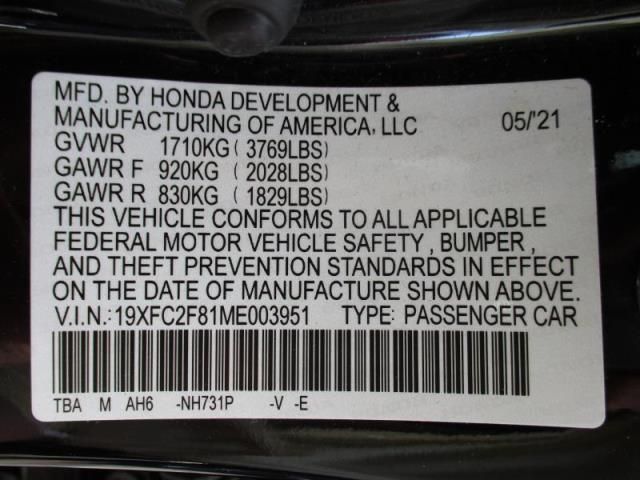 MFD. BY HONDA DEVELOPMENT &
MANUFACTURING OF AMERICA, LLC 05/'21
GVWR 1710KG ( 3769LBS)
GAWR F 920KG ( 2028LBS)
GAWR R 830KG ( 1829LBS)
THIS VEHICLE CONFORMS TO ALL APPLICABLE
FEDERAL MOTOR VEHICLE SAFETY , BUMPER ,
AND THEFT PREVENTION STANDARDS IN EFFECT
ON THE DATE OF MANUFACTURE SHOWN ABOVE.
V.I.N.:19XFC2F81ME003951 TYPE: PASSENGER CAR
TBA M AH6 -NH731P -V -E